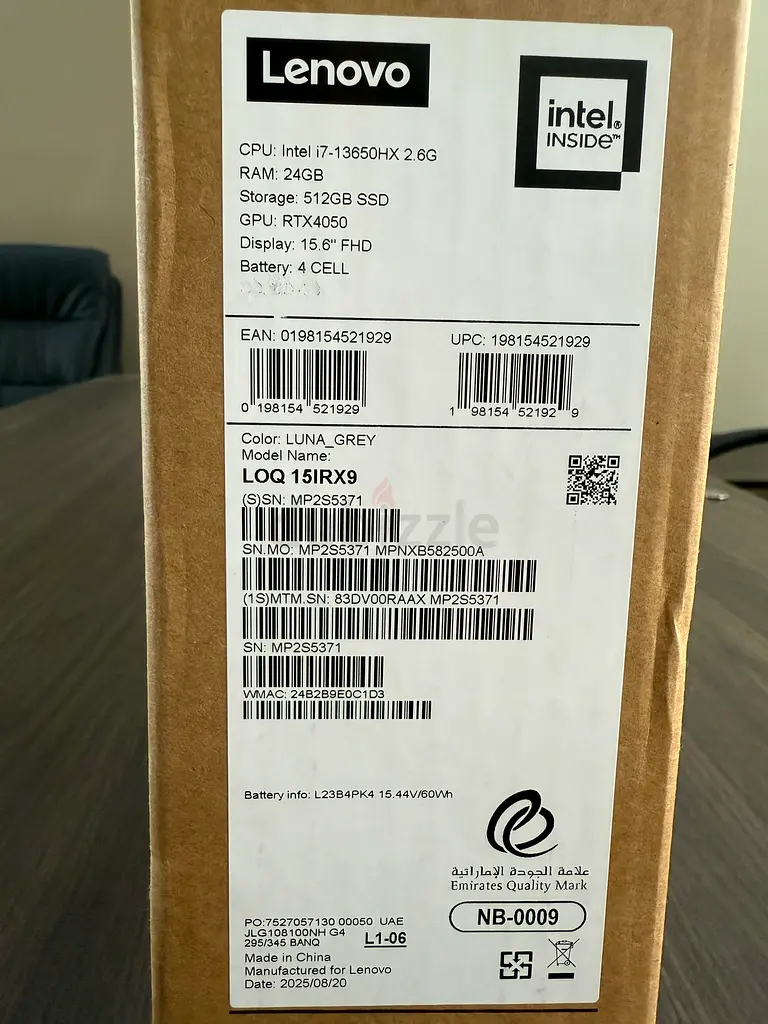 Lenovo
intel®
INSIDE™
CPU: Intel i7-13650HX 2.6G
RAM: 24GB
Storage: 512GB SSD
GPU: RTX4050
Display: 15.6" FHD
Battery: 4 CELL
EAN: 0198154521929
UPC: 198154521929
0 198154 521929
1 98154 52192 9
Color: LUNA_GREY
Model Name:
LOQ 15IRX9
(S)SN: MP2S5371
SN.MO: MP2S5371 MPNXB582500A
(1S)MTM.SN: 83DV00RAAX MP2S5371
SN: MP2S5371
WMAC: 24B2B9E0C1D3
Battery info: L23B4PK4 15.44V/60Wh
علامة الجودة الإماراتية
Emirates Quality Mark
NB-0009
PO:7527057130 00050 UAE
JLG108100NH G4
295/345 BANQ
L1-06
Made in China
Manufactured for Lenovo
Date: 2025/08/20